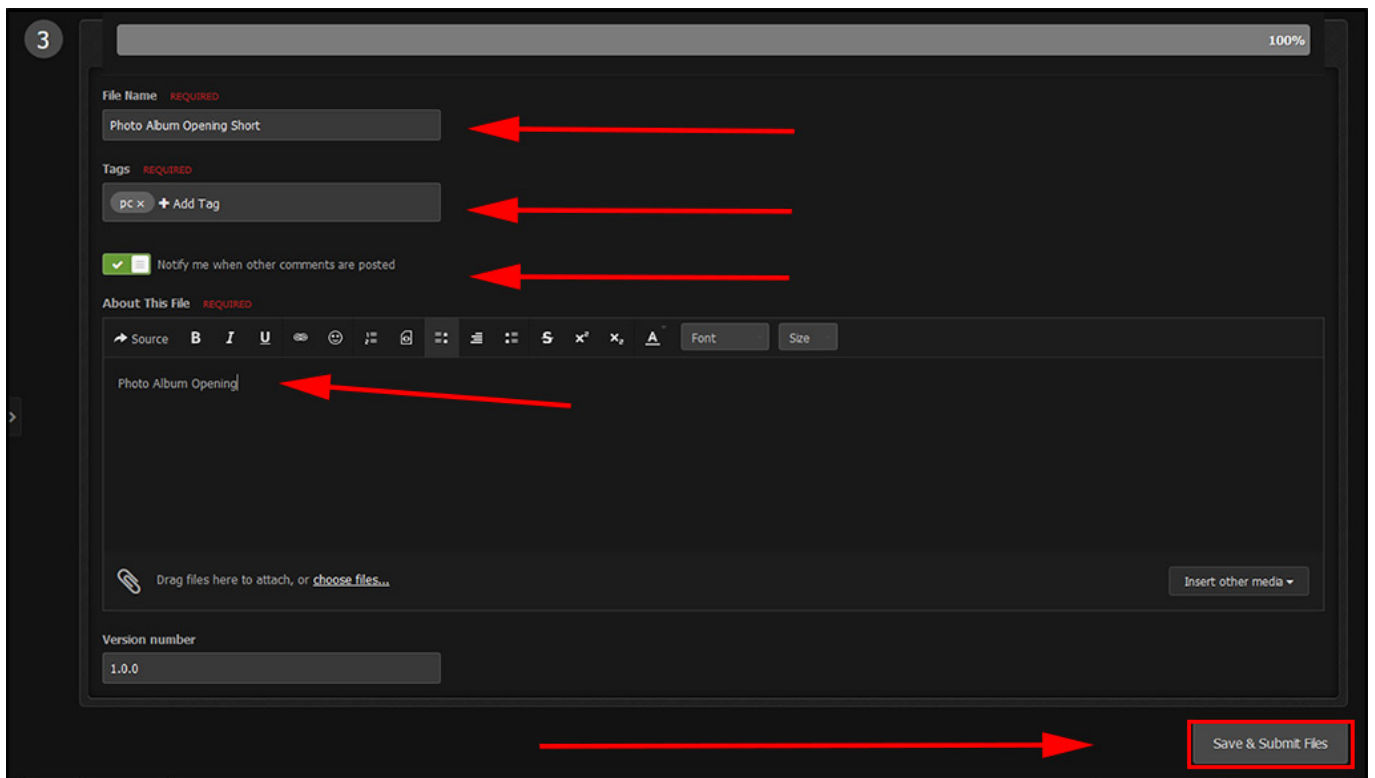 3
100%
File Name REQUIRED
Photo Album Opening Short
Tags REQUIRED
pc × + Add Tag
Notify me when other comments are posted
About This File REQUIRED
Source B I U S x² x₂ A Font Size
Photo Album Opening
Drag files here to attach, or choose files...
Insert other media
Version number
1.0.0
Save & Submit Files